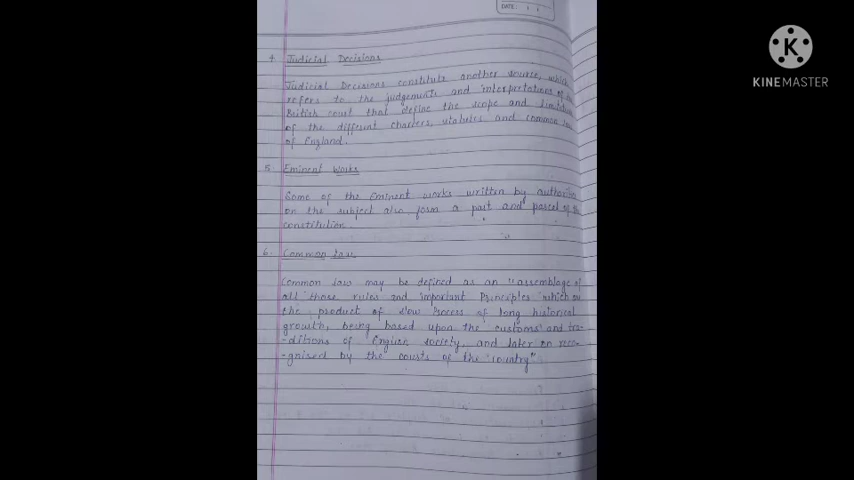 DATE:
K
KINEMASTER
4. Judicial Decisions
Judicial Decisions constitute another source, which
refers to the judgements and interpretations of
British court that define the scope and limitations
of the different charters, statutes and common law
of England.
5. Eminent Works
Some of the Eminent works written by authorities
on the subject also form a part and parcel of the
constitution.
6. Common law
Common law may be defined as an "assemblage of
all those rules and important Principles which
the product of slow Process of long historical
growth, being based upon the customs and tra-
-ditions of English society, and later on reco-
-gnised by the courts of the "country"